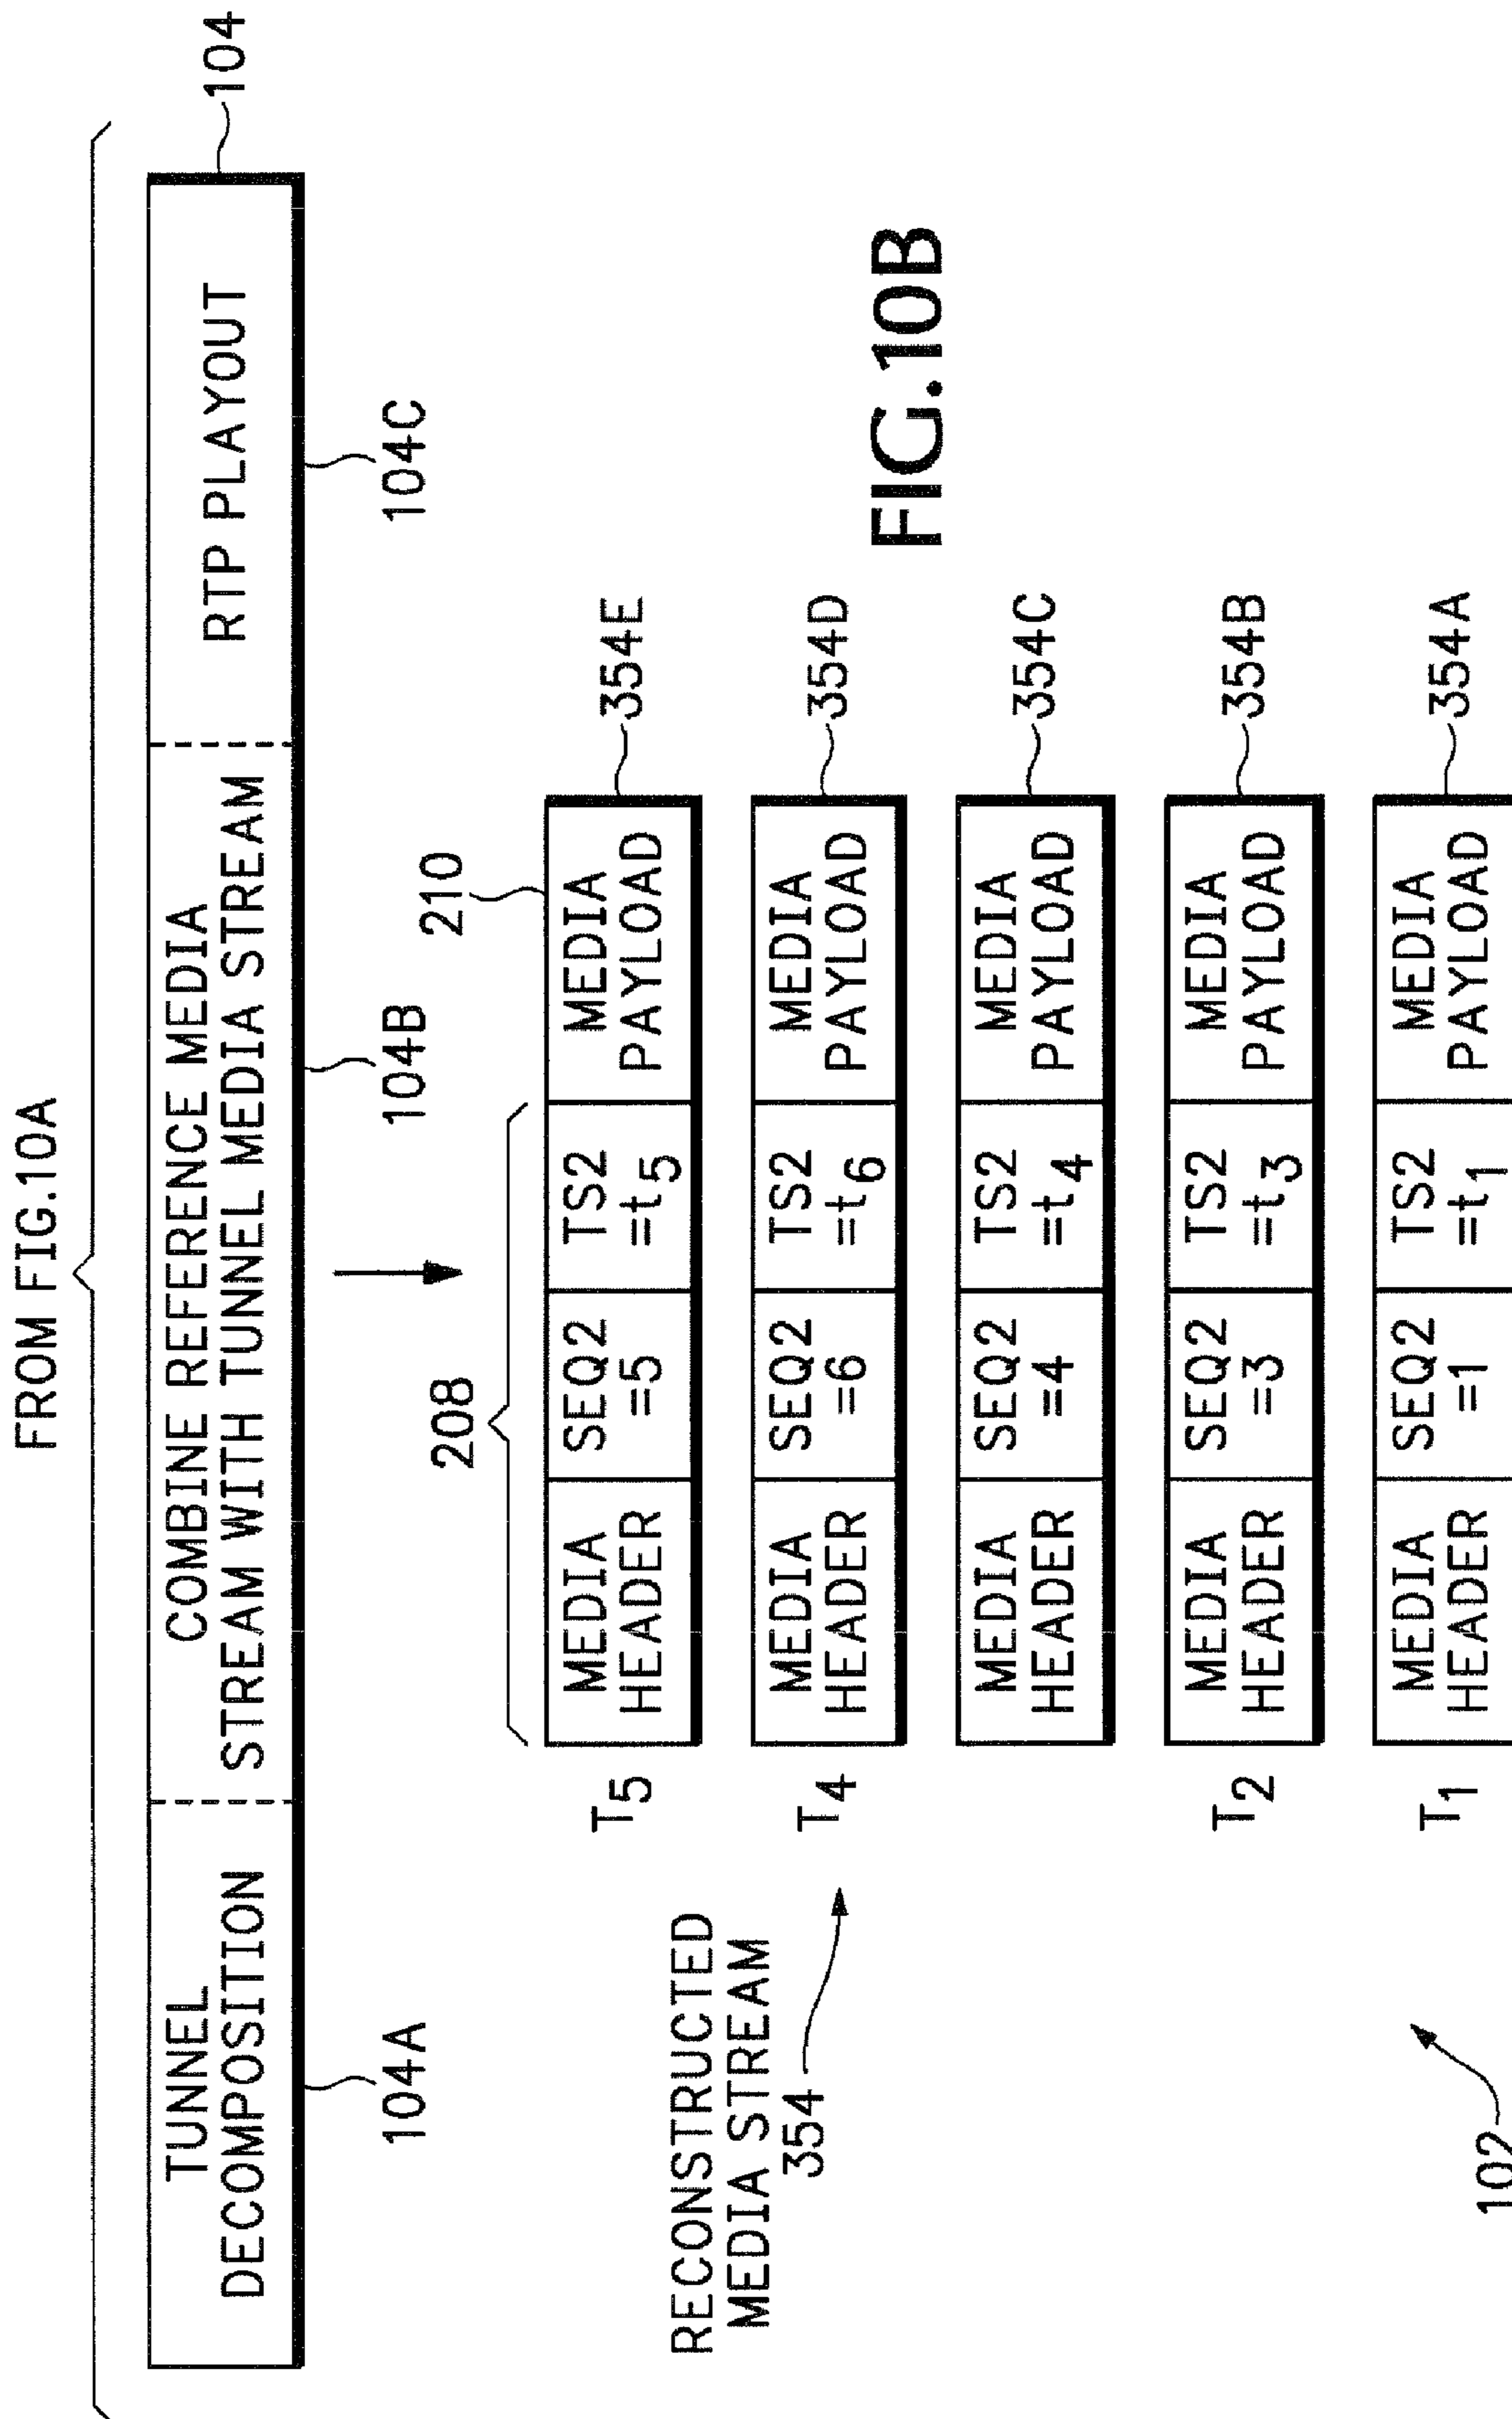 FROM FIG.10A
104
TUNNEL
DECOMPOSITION
COMBINE REFERENCE MEDIA
STREAM WITH TUNNEL MEDIA STREAM
RTP PLAYOUT
104A
104B
104C
208
210
RECONSTRUCTED
MEDIA STREAM
354
T5
MEDIA
HEADER
SEQ2
=5
TS2
=t5
MEDIA
PAYLOAD
354E
T4
MEDIA
HEADER
SEQ2
=6
TS2
=t6
MEDIA
PAYLOAD
354D
MEDIA
HEADER
SEQ2
=4
TS2
=t4
MEDIA
PAYLOAD
354C
T2
MEDIA
HEADER
SEQ2
=3
TS2
=t3
MEDIA
PAYLOAD
354B
T1
MEDIA
HEADER
SEQ2
=1
TS2
=t1
MEDIA
PAYLOAD
354A
102
FIG.10B